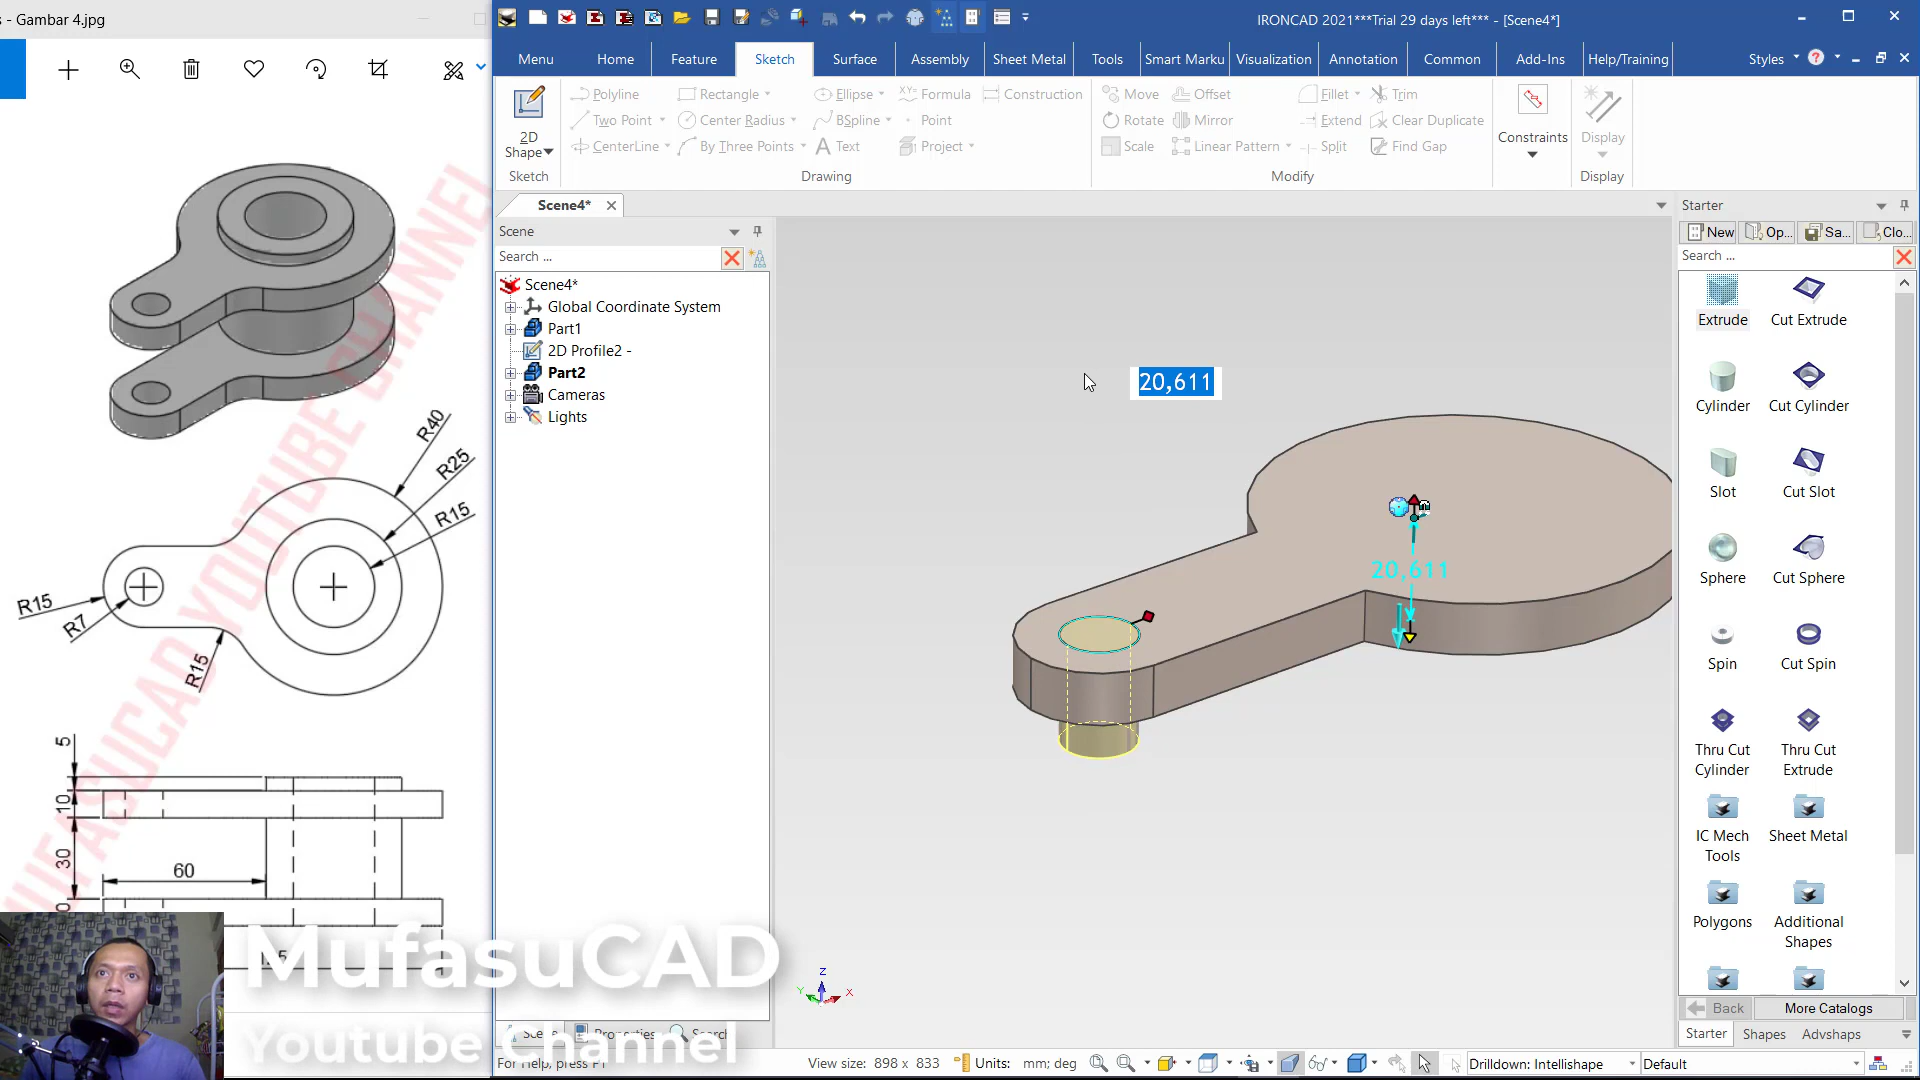 s - Gambar 4.jpg
IRONCAD 2021***Trial 29 days left*** - [Scene4*]
Menu Home Feature Sketch Surface Assembly Sheet Metal Tools Smart Marku Visualization Annotation Common Add-Ins Help/Training Styles
2D Shape
Sketch
Polyline Rectangle Ellipse Formula Construction
Two Point Center Radius BSpline Point
CenterLine By Three Points Text Project
Drawing
Move Offset Fillet Trim
Rotate Mirror Extend Clear Duplicate
Scale Linear Pattern Split Find Gap
Modify
Constraints
Display
Display
Scene4*
Scene
Search ...
Scene4*
Global Coordinate System
Part1
2D Profile2 -
Part2
Cameras
Lights
20,611
20,611
Z
Y
X
Starter
New Op... Sa... Clo...
Search ...
Extrude Cut Extrude
Cylinder Cut Cylinder
Slot Cut Slot
Sphere Cut Sphere
Spin Cut Spin
Thru Cut Cylinder Thru Cut Extrude
IC Mech Tools Sheet Metal
Polygons Additional Shapes
Back More Catalogs
Starter Shapes Advshaps
R40
R25
R15
R15
R7
R15
5
10
30
60
MUFASUCAD YOUTUBE CHANNEL
MufasuCAD
Youtube Channel
View size: 898 x 833 Units: mm; deg Drilldown: Intellishape Default